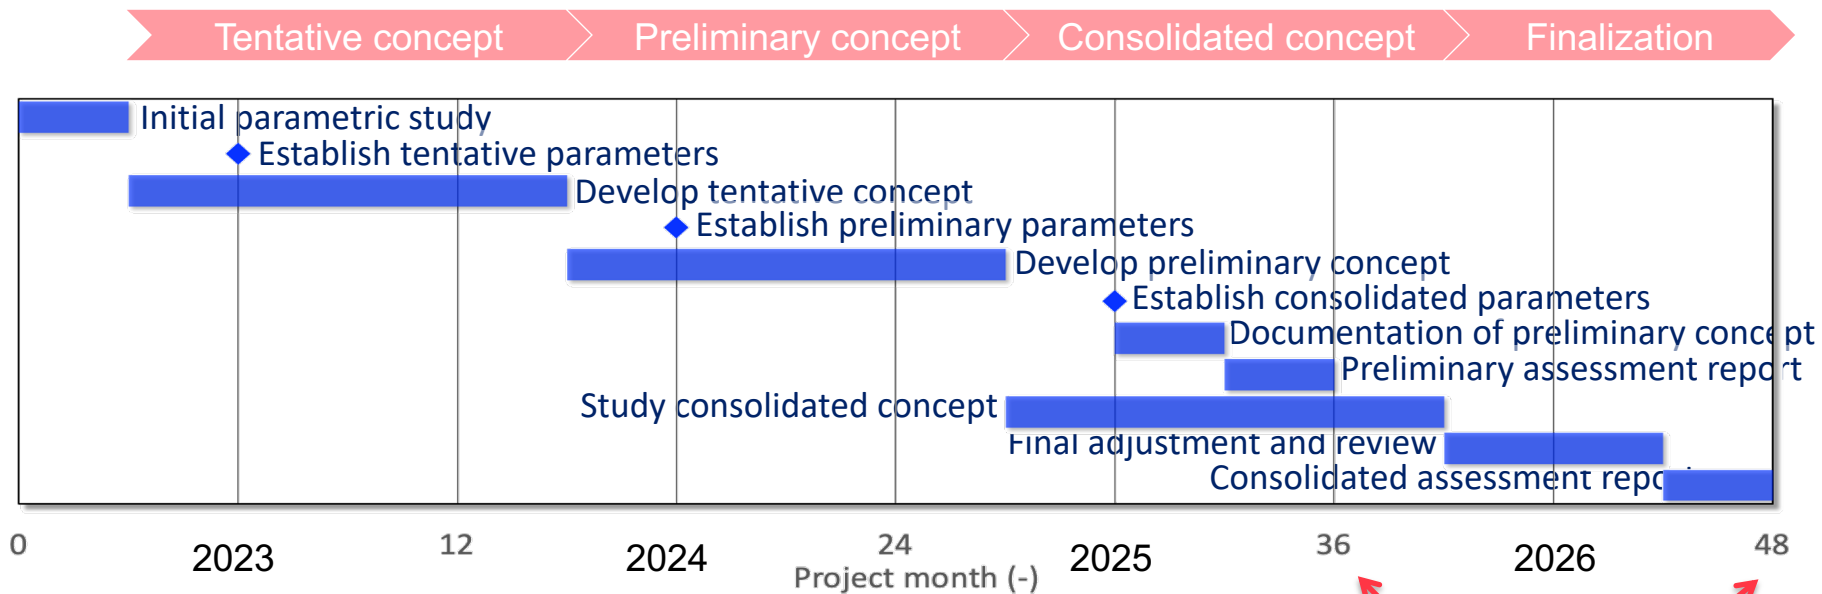 Tentative concept
Preliminary concept
Consolidated concept
Finalization
Initial parametric study
Establish tentative parameters
Develop tentative concept
Establish preliminary parameters
Develop preliminary concept
Establish consolidated parameters
Documentation of preliminary concept
Preliminary assessment report
Study consolidated concept
Final adjustment and review
Consolidated assessment report
0
2023
12
2024
24
2025
36
2026
48
Project month (-)